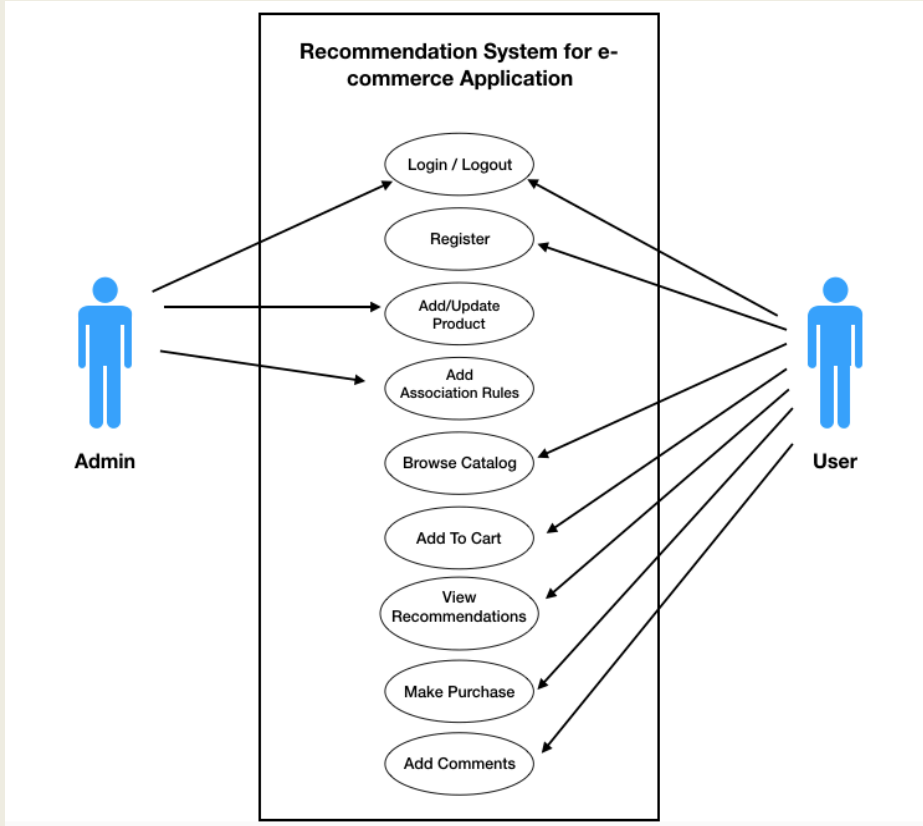 Recommendation System for e-
commerce Application
Login / Logout
Register
Add/Update
Product
Add
Association Rules
Browse Catalog
Add To Cart
View
Recommendations
Make Purchase
Add Comments
Admin
User